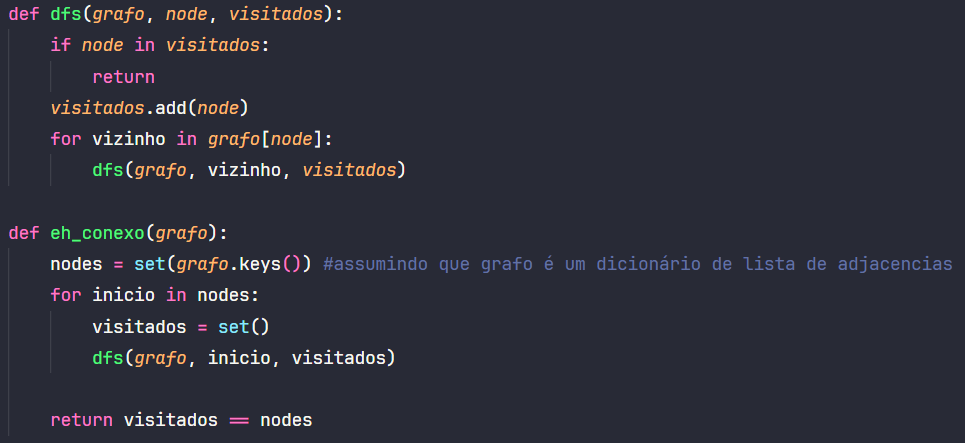 def dfs(grafo, node, visitados):
    if node in visitados:
        return
    visitados.add(node)
    for vizinho in grafo[node]:
        dfs(grafo, vizinho, visitados)

def eh_conexo(grafo):
    nodes = set(grafo.keys()) #assumindo que grafo é um dicionário de lista de adjacencias
    for inicio in nodes:
        visitados = set()
        dfs(grafo, inicio, visitados)

    return visitados == nodes